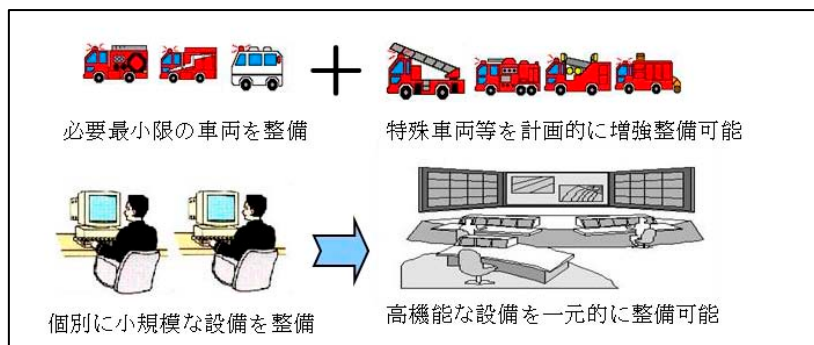 必要最小限の車両を整備
特殊車両等を計画的に増強整備可能
個別に小規模な設備を整備
高機能な設備を一元的に整備可能